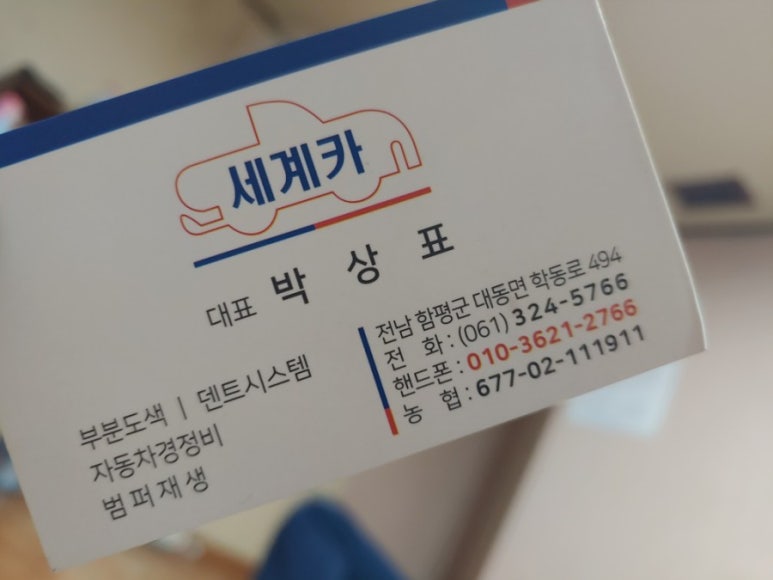 세계카
대표 박상표
부분도색 | 덴트시스템
자동차경정비
범퍼재생
전남 함평군 대동면 학동로 494
전 화 : (061) 324-5766
핸드폰 : 010-3621-2766
농 협 : 677-02-111911